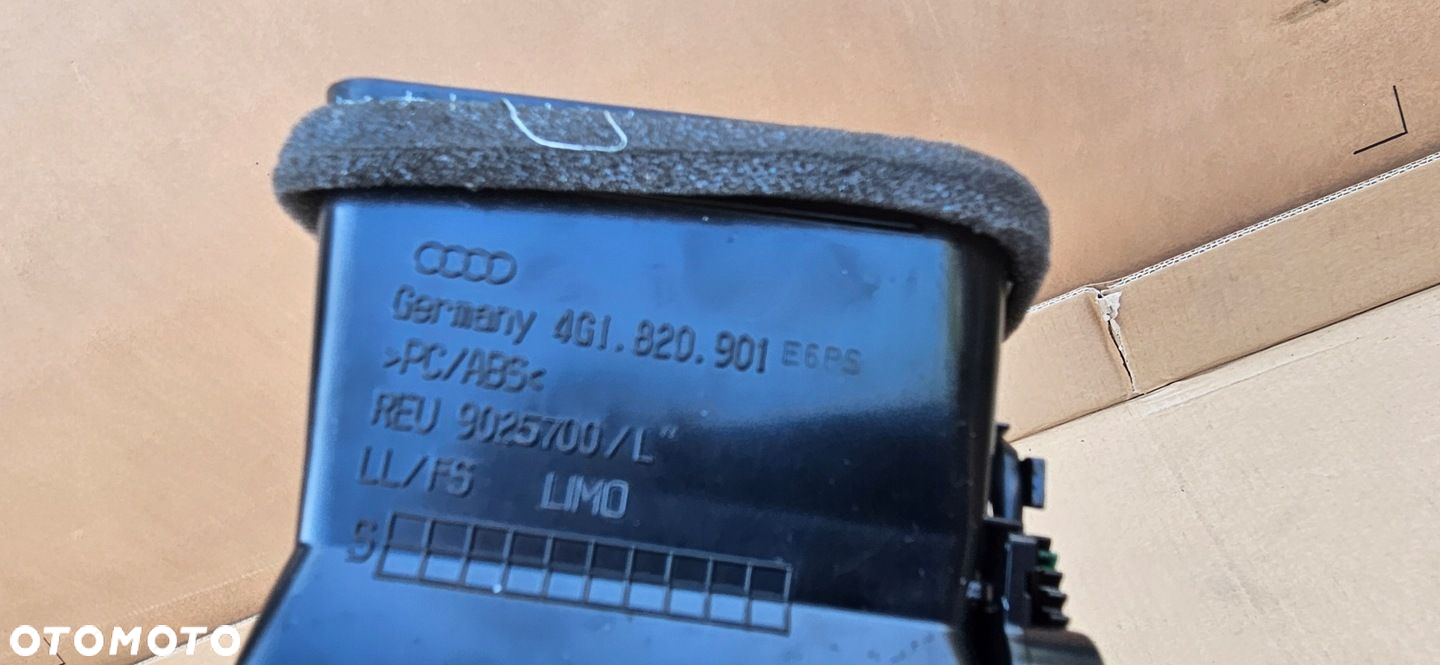 Germany 4G1.820.901 E6PS
>PC/ABS<
REU 9025700/L"
LL/FS LIMO
S
OTOMOTO